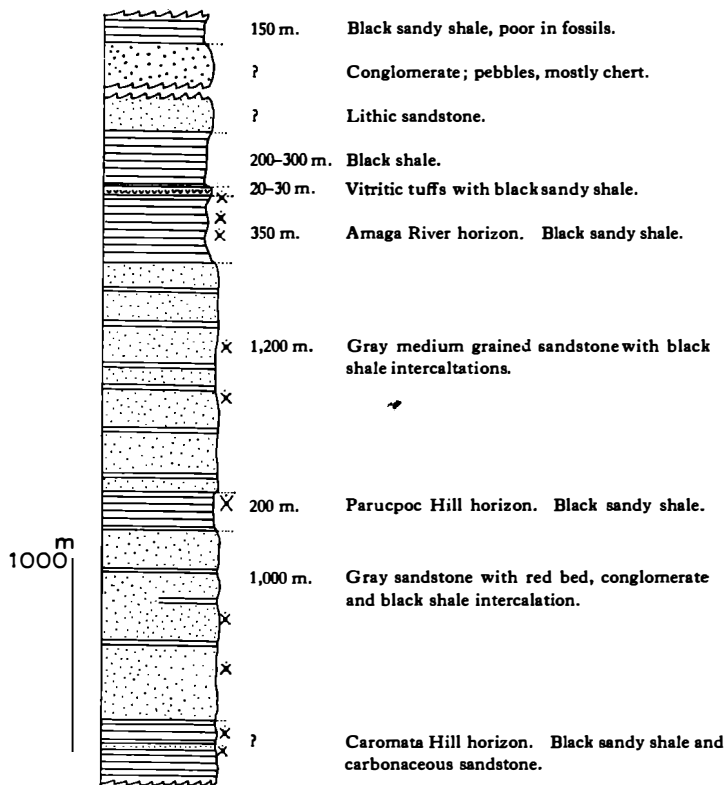 150 m. Black sandy shale, poor in fossils.
? Conglomerate; pebbles, mostly chert.
? Lithic sandstone.
200–300 m. Black shale.
20–30 m. Vitritic tuffs with black sandy shale.
350 m. Amaga River horizon. Black sandy shale.
1,200 m. Gray medium grained sandstone with black
shale intercaltations.
200 m. Parucpoc Hill horizon. Black sandy shale.
m
1000
1,000 m. Gray sandstone with red bed, conglomerate
and black shale intercalation.
? Caromata Hill horizon. Black sandy shale and
carbonaceous sandstone.